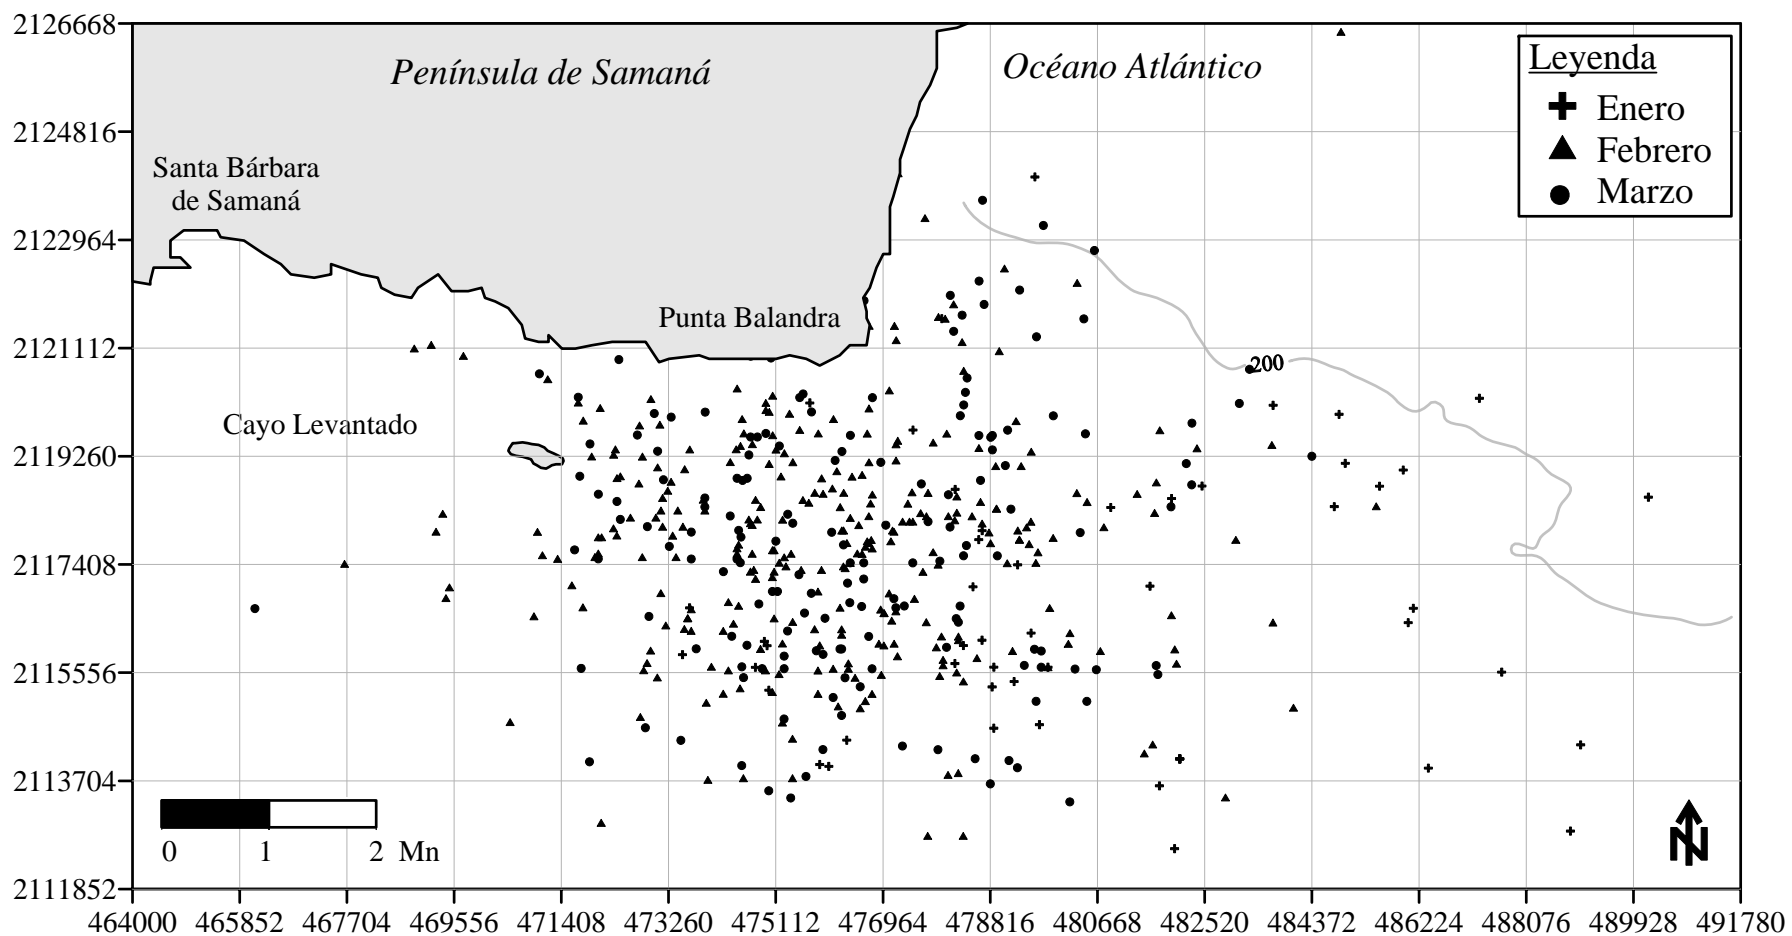 2126668
Península de Samaná
Océano Atlántico
Leyenda
Enero
Febrero
Marzo
2124816
Santa Bárbara
de Samaná
2122964
Punta Balandra
2121112
200
Cayo Levantado
2119260
2117408
2115556
2113704
0 1 2 Mn
N
2111852
464000 465852 467704 469556 471408 473260 475112 476964 478816 480668 482520 484372 486224 488076 489928 491780